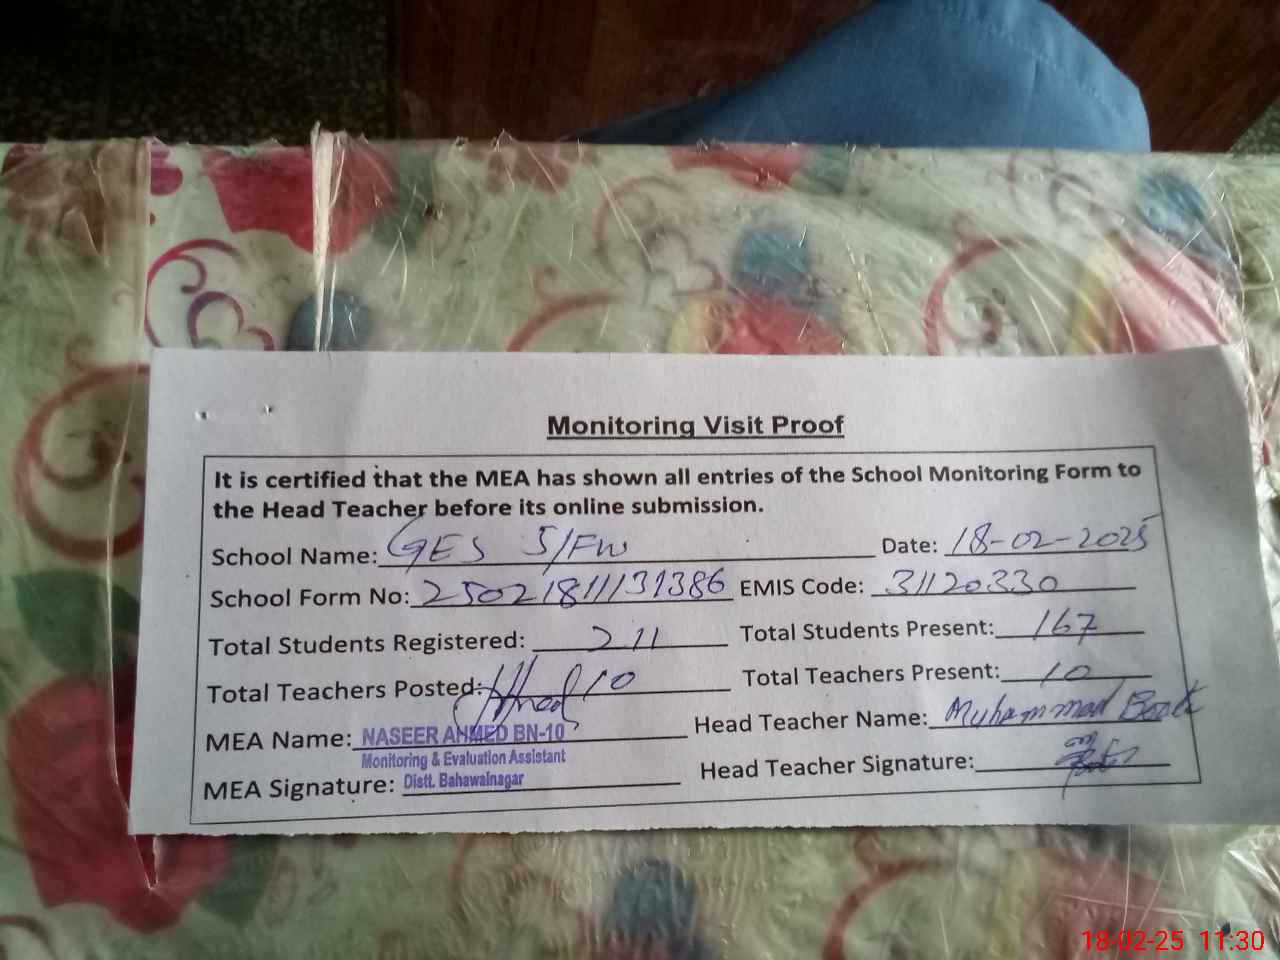 Monitoring Visit Proof
It is certified that the MEA has shown all entries of the School Monitoring Form to
the Head Teacher before its online submission.
School Name: GES 5/FW Date: 18-02-2025
School Form No: 25021811131386 EMIS Code: 31120330
Total Students Registered: 211 Total Students Present: 167
Total Teachers Posted: 10 Total Teachers Present: 10
MEA Name: NASEER AHMED BN-10 Head Teacher Name: Muhammad
Monitoring & Evaluation Assistant
MEA Signature: Distt. Bahawalnagar Head Teacher Signature:
18-02-25 11:30